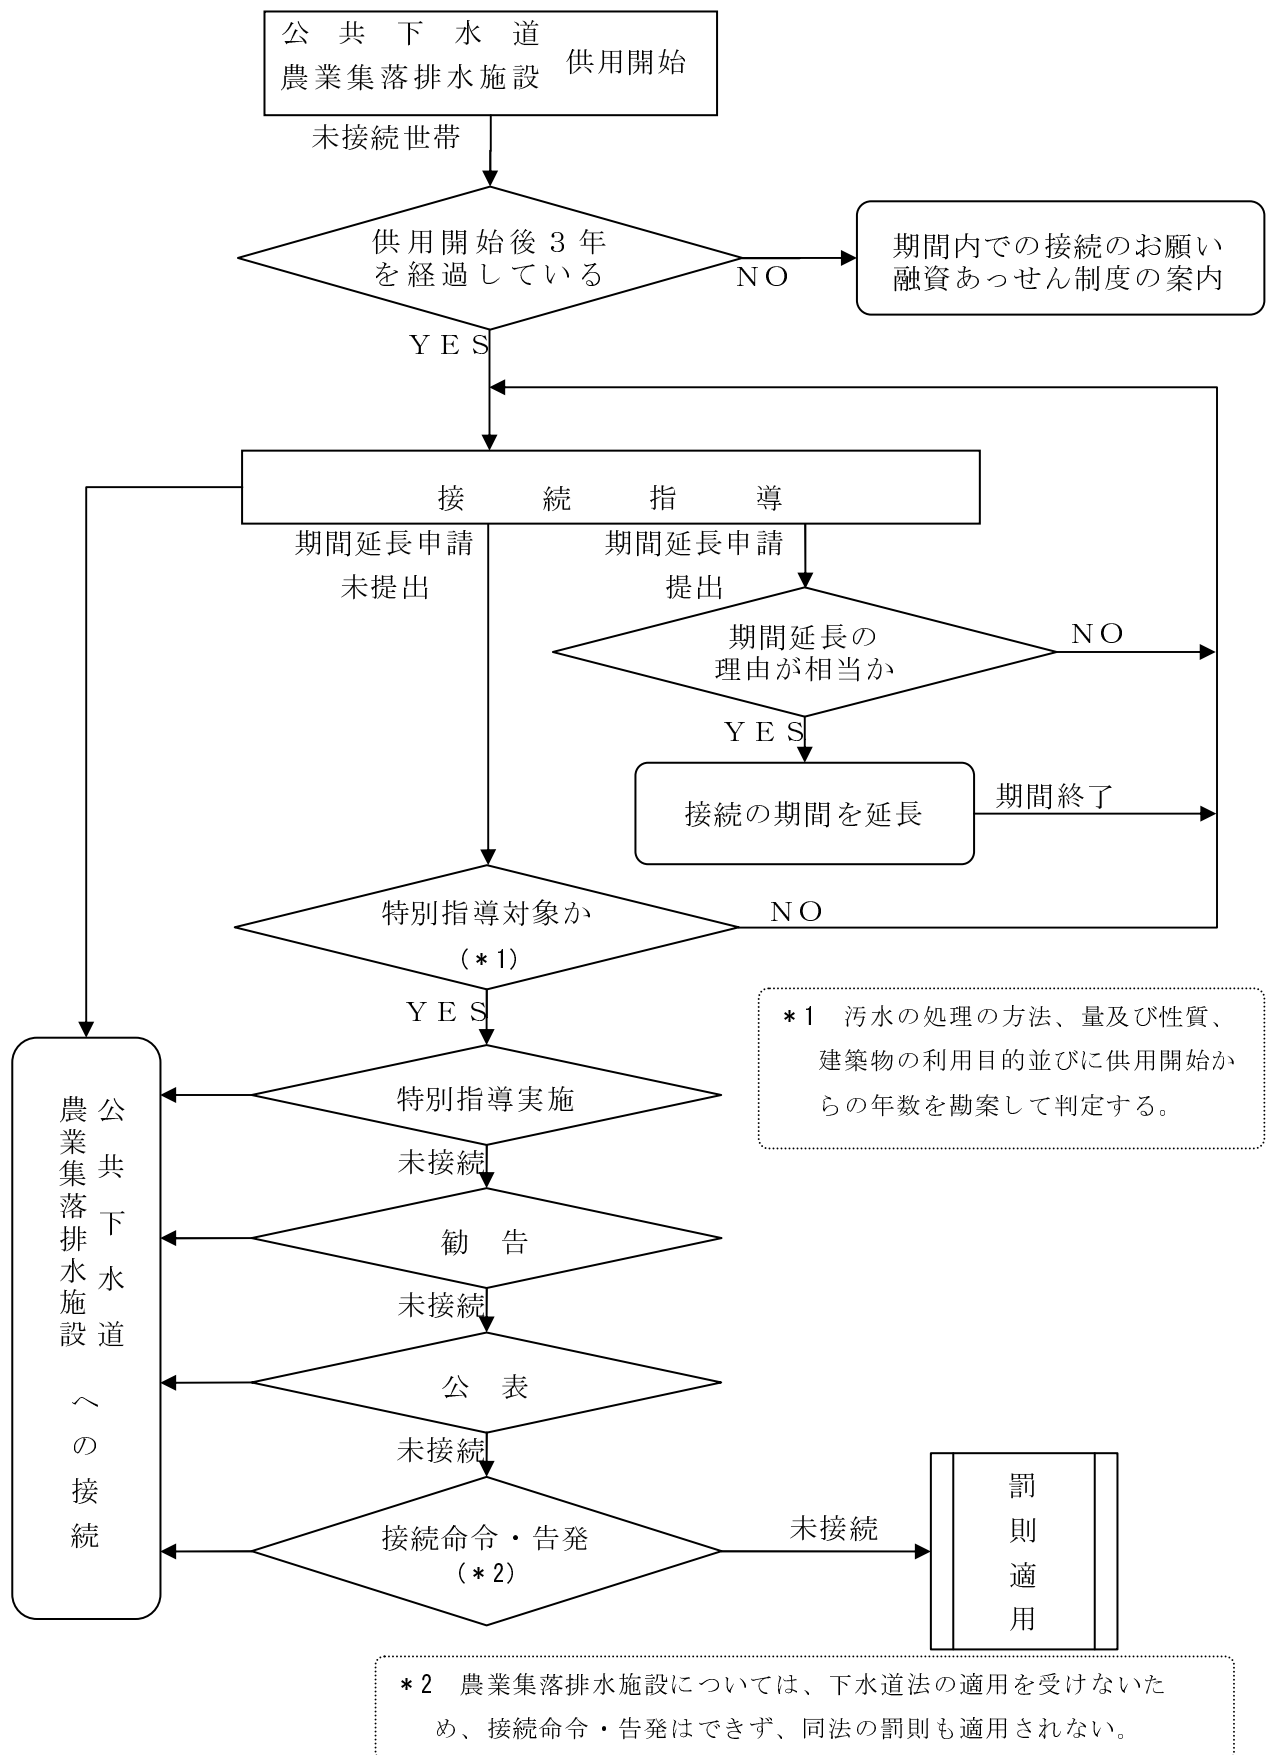 公共下水道
農業集落排水施設
供用開始
未接続世帯
供用開始後３年
を経過している
ＮＯ
期間内での接続のお願い
融資あっせん制度の案内
ＹＥＳ
接続指導
期間延長申請
未提出
期間延長申請
提出
期間延長の
理由が相当か
ＮＯ
ＹＥＳ
接続の期間を延長
期間終了
特別指導対象か
（＊1）
ＮＯ
ＹＥＳ
＊1　汚水の処理の方法、量及び性質、
建築物の利用目的並びに供用開始か
らの年数を勘案して判定する。
特別指導実施
未接続
勧　告
未接続
公　表
未接続
接続命令・告発
（＊2）
未接続
罰則適用
公共下水道
農業集落排水施設
への接続
＊2　農業集落排水施設については、下水道法の適用を受けないた
め、接続命令・告発はできず、同法の罰則も適用されない。